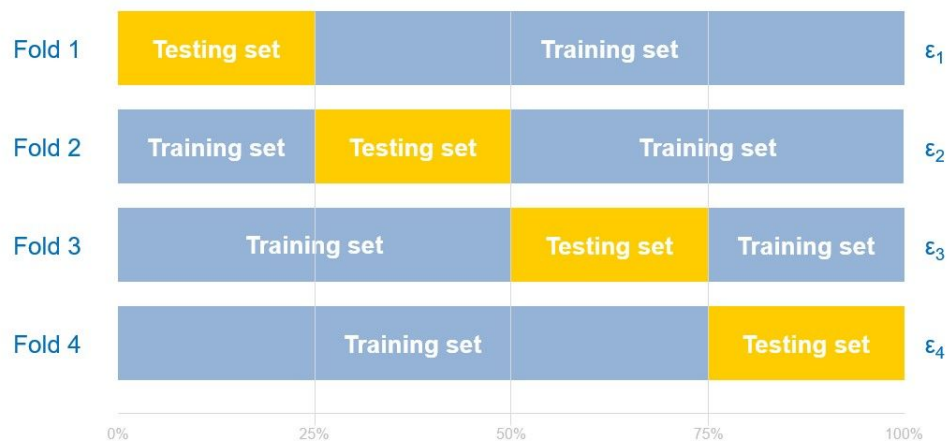 Fold 1 Testing set Training set ε₁
Fold 2 Training set Testing set Training set ε₂
Fold 3 Training set Testing set Training set ε₃
Fold 4 Training set Testing set ε₄
0% 25% 50% 75% 100%